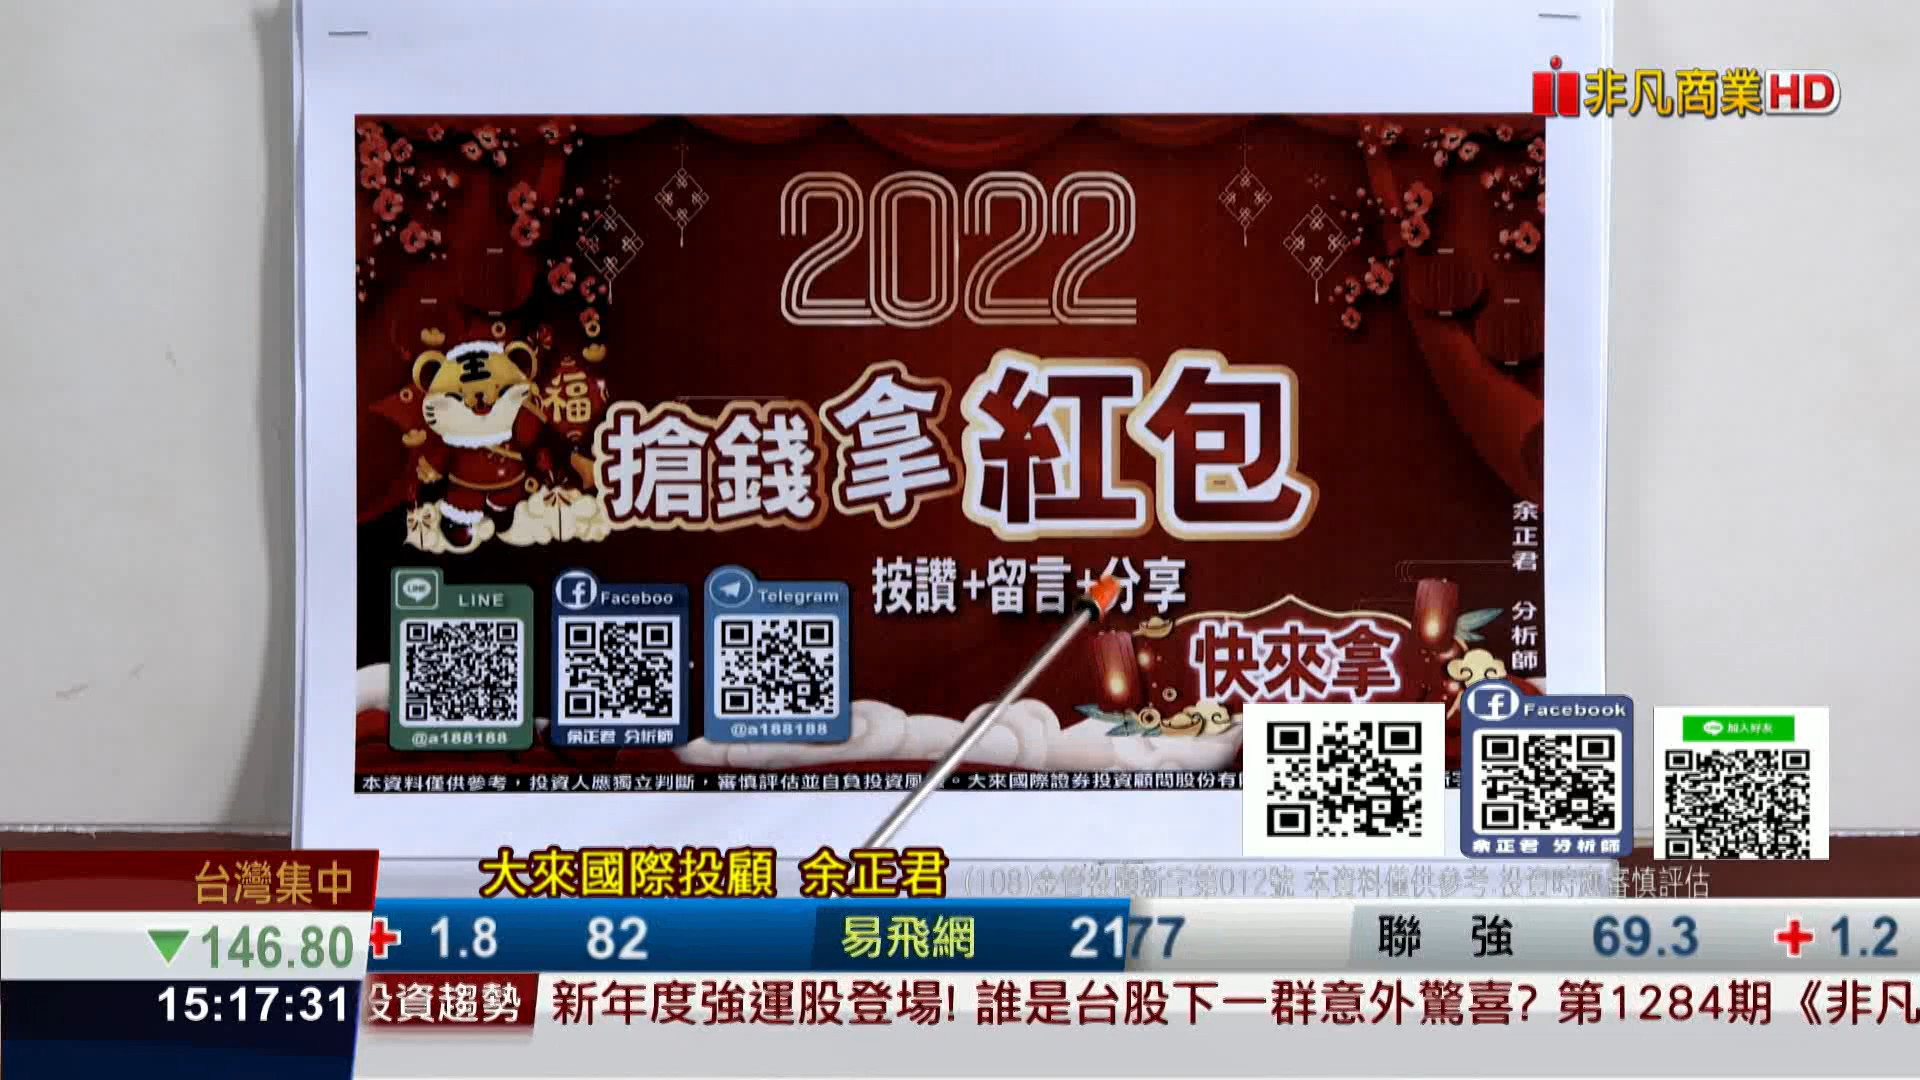 非凡商業HD
2022
王
福
搶錢拿紅包
按讚+留言+分享
快來拿
余正君 分析師
LINE
@a188188
Faceboo
余正君 分析師
Telegram
@a188188
本資料僅供參考，投資人應獨立判斷，審慎評估並自負投資風 。大來國際證券投資顧問股份有
Facebook
余正君 分析師
加入好友
大來國際投顧 余正君
(108)金管投顧新字第012號 本資料僅供參考.投資時應審慎評估
台灣集中
▼146.80
15:17:31
+ 1.8 82 易飛網 2177 聯強 69.3 + 1.2
投資趨勢
新年度強運股登場! 誰是台股下一群意外驚喜? 第1284期《非凡